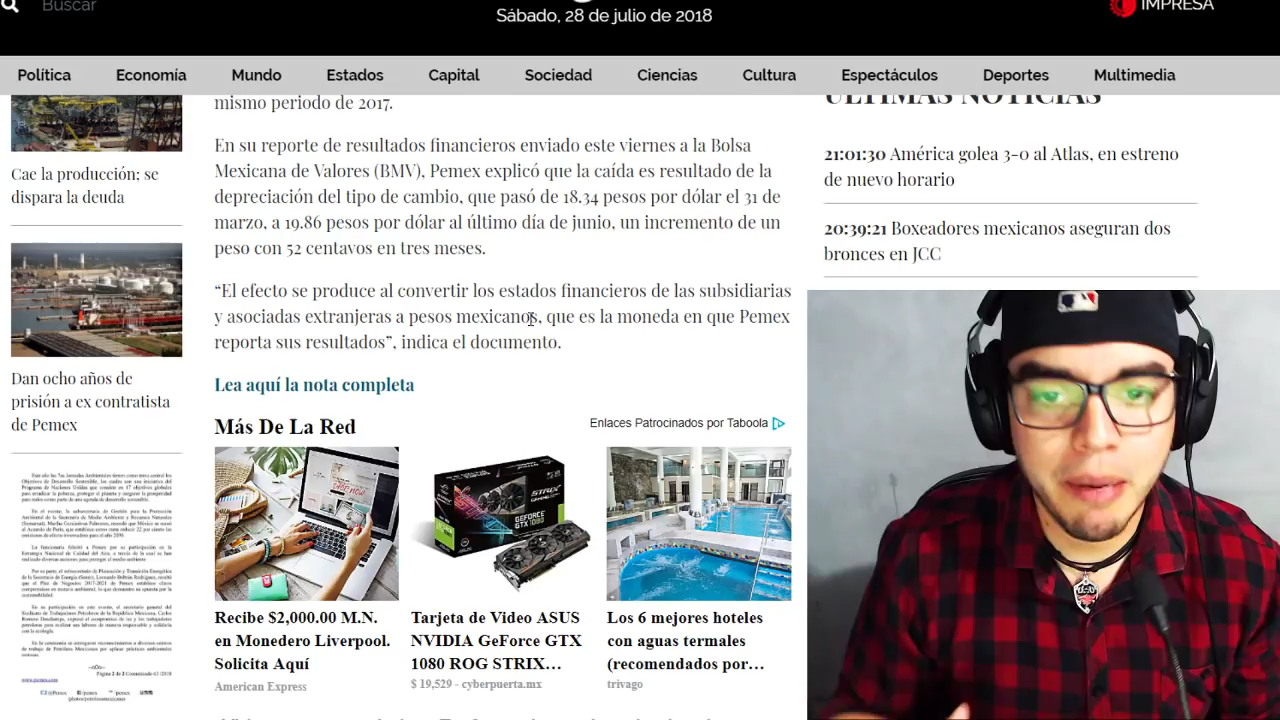 Buscar
Sábado, 28 de julio de 2018
IMPRESA
Política
Economía
Mundo
Estados
Capital
Sociedad
Ciencias
Cultura
Espectáculos
Deportes
Multimedia
Cae la producción; se
dispara la deuda
Dan ocho años de
prisión a ex contratista
de Pemex
mismo periodo de 2017.
En su reporte de resultados financieros enviado este viernes a la Bolsa
Mexicana de Valores (BMV), Pemex explicó que la caída es resultado de la
depreciación del tipo de cambio, que pasó de 18.34 pesos por dólar el 31 de
marzo, a 19.86 pesos por dólar al último día de junio, un incremento de un
peso con 52 centavos en tres meses.
“El efecto se produce al convertir los estados financieros de las subsidiarias
y asociadas extranjeras a pesos mexicanos, que es la moneda en que Pemex
reporta sus resultados”, indica el documento.
Lea aquí la nota completa
Más De La Red
Enlaces Patrocinados por Taboola
STRIX
GEFORCE
GTX 1080
Recibe $2,000.00 M.N.
en Monedero Liverpool.
Solicita Aquí
American Express
Tarjeta de Video ASUS
NVIDIA GeForce GTX
1080 ROG STRIX…
$ 19,529 - cyberpuerta.mx
Los 6 mejores hoteles
con aguas termales
(recomendados por…
trivago
ÚLTIMAS NOTICIAS
21:01:30 América golea 3-0 al Atlas, en estreno
de nuevo horario
20:39:21 Boxeadores mexicanos aseguran dos
bronces en JCC